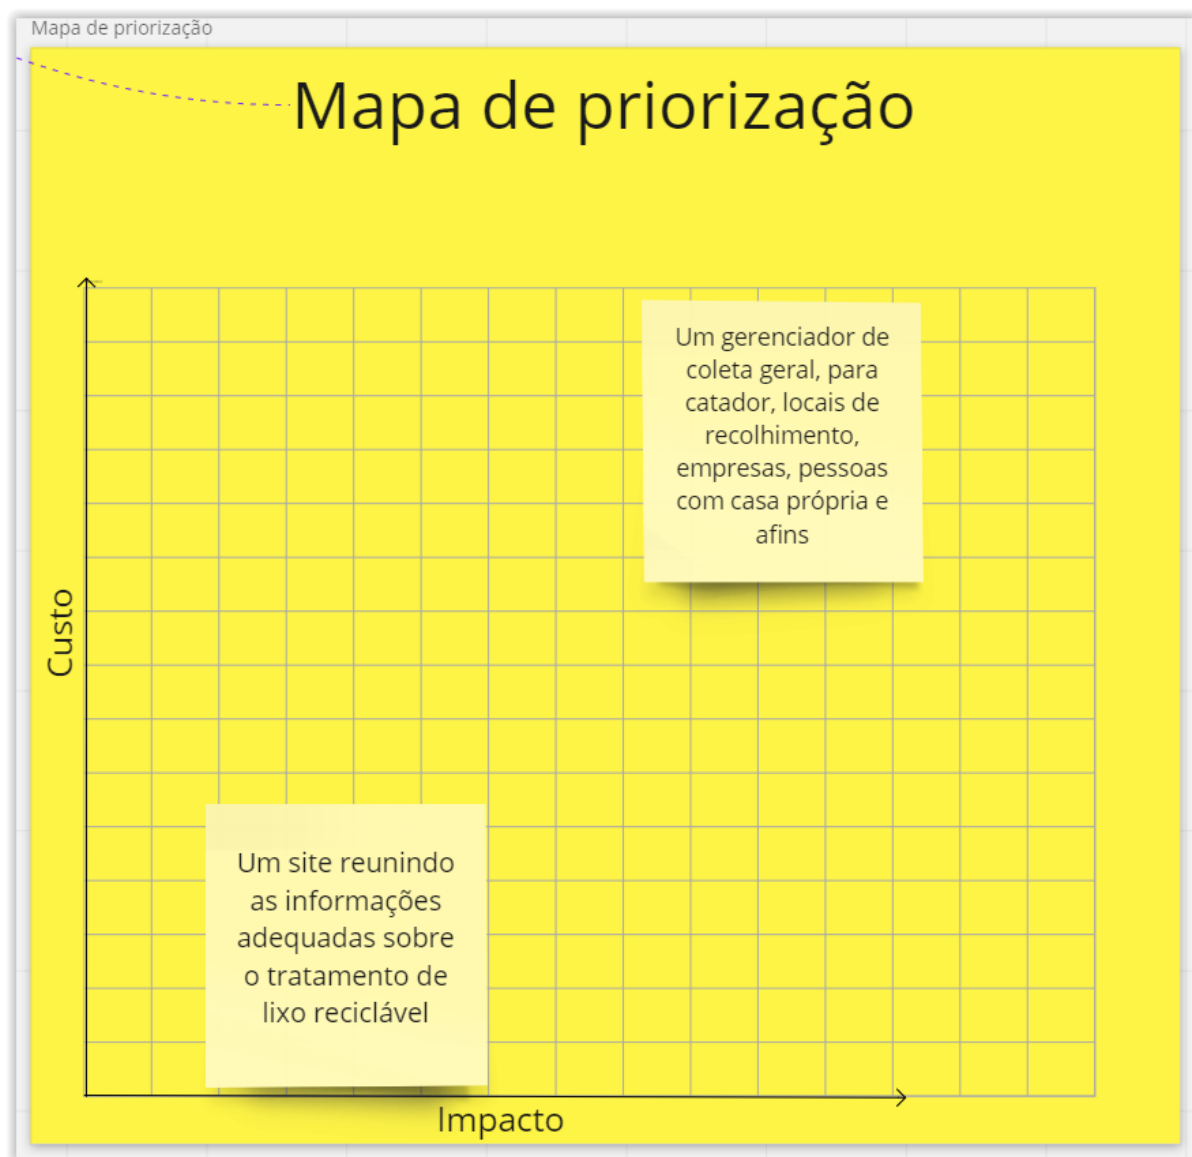 Mapa de priorização
Mapa de priorização
Um gerenciador de
coleta geral, para
catador, locais de
recolhimento,
empresas, pessoas
com casa própria e
afins
Custo
Um site reunindo
as informações
adequadas sobre
o tratamento de
lixo reciclável
Impacto